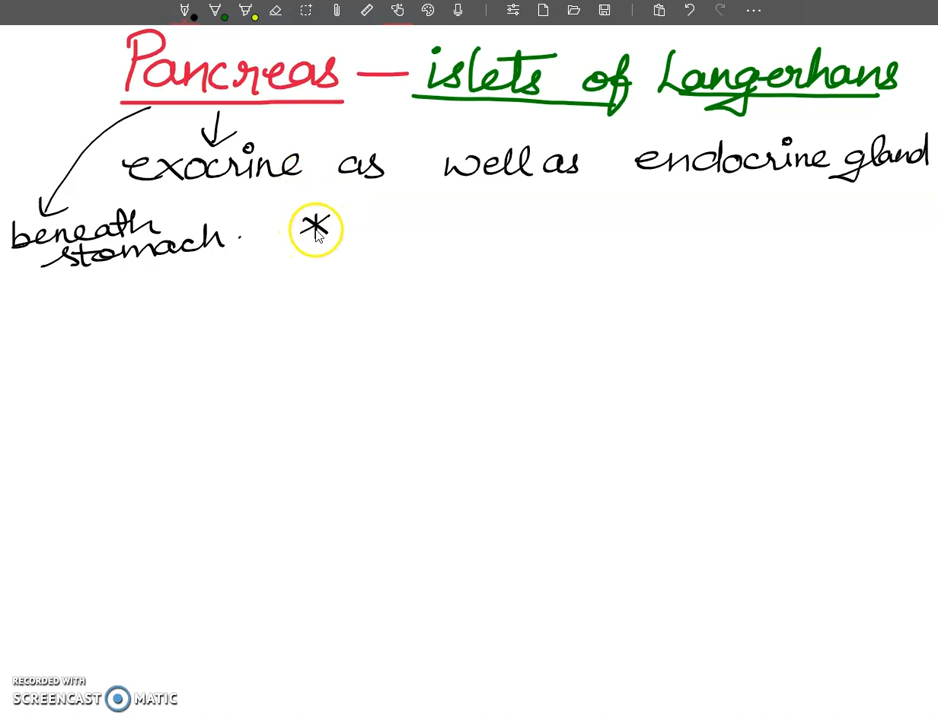 Pancreas — islets of Langerhans
exocrine as well as endocrine gland
beneath
stomach. *
RECORDED WITH
SCREENCAST MATIC